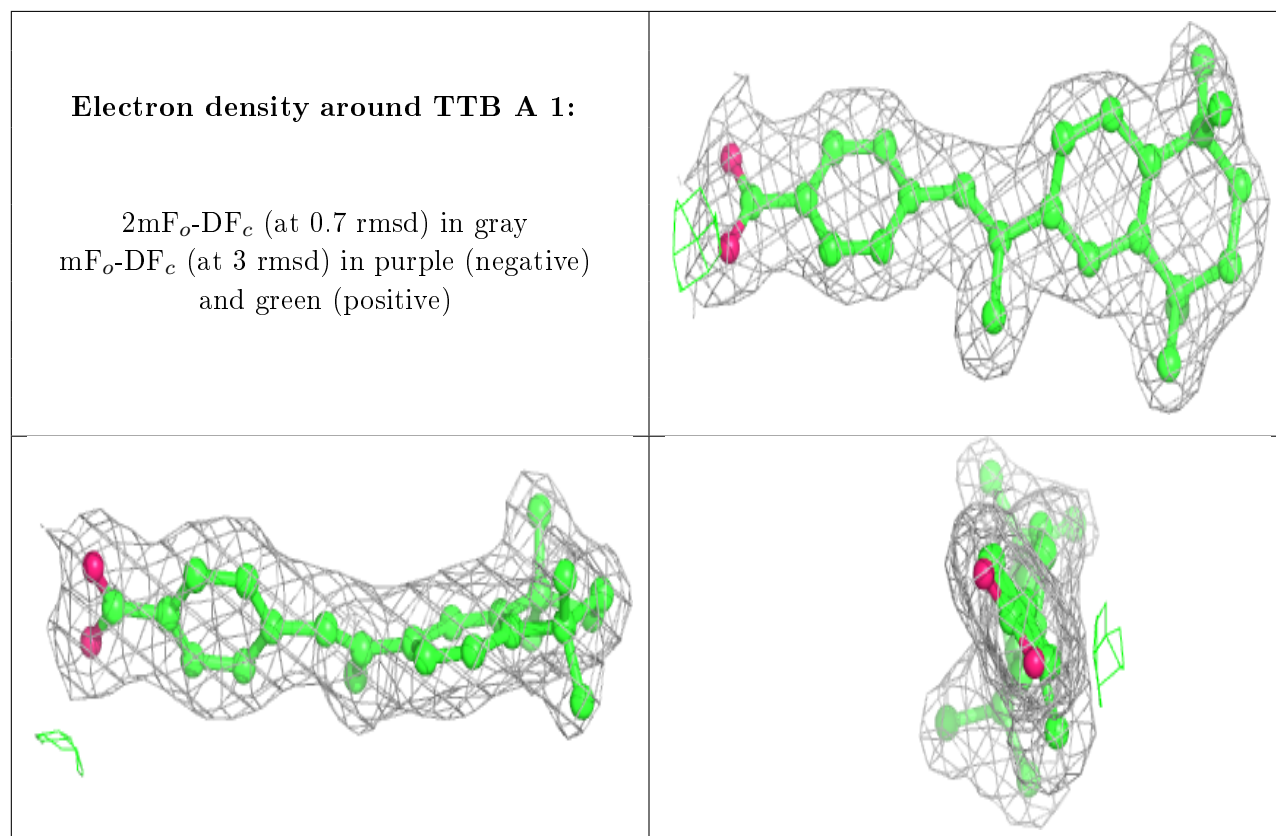 Electron density around TTB A 1:
2mFₒ-DF𝒸 (at 0.7 rmsd) in gray
mFₒ-DF𝒸 (at 3 rmsd) in purple (negative)
and green (positive)